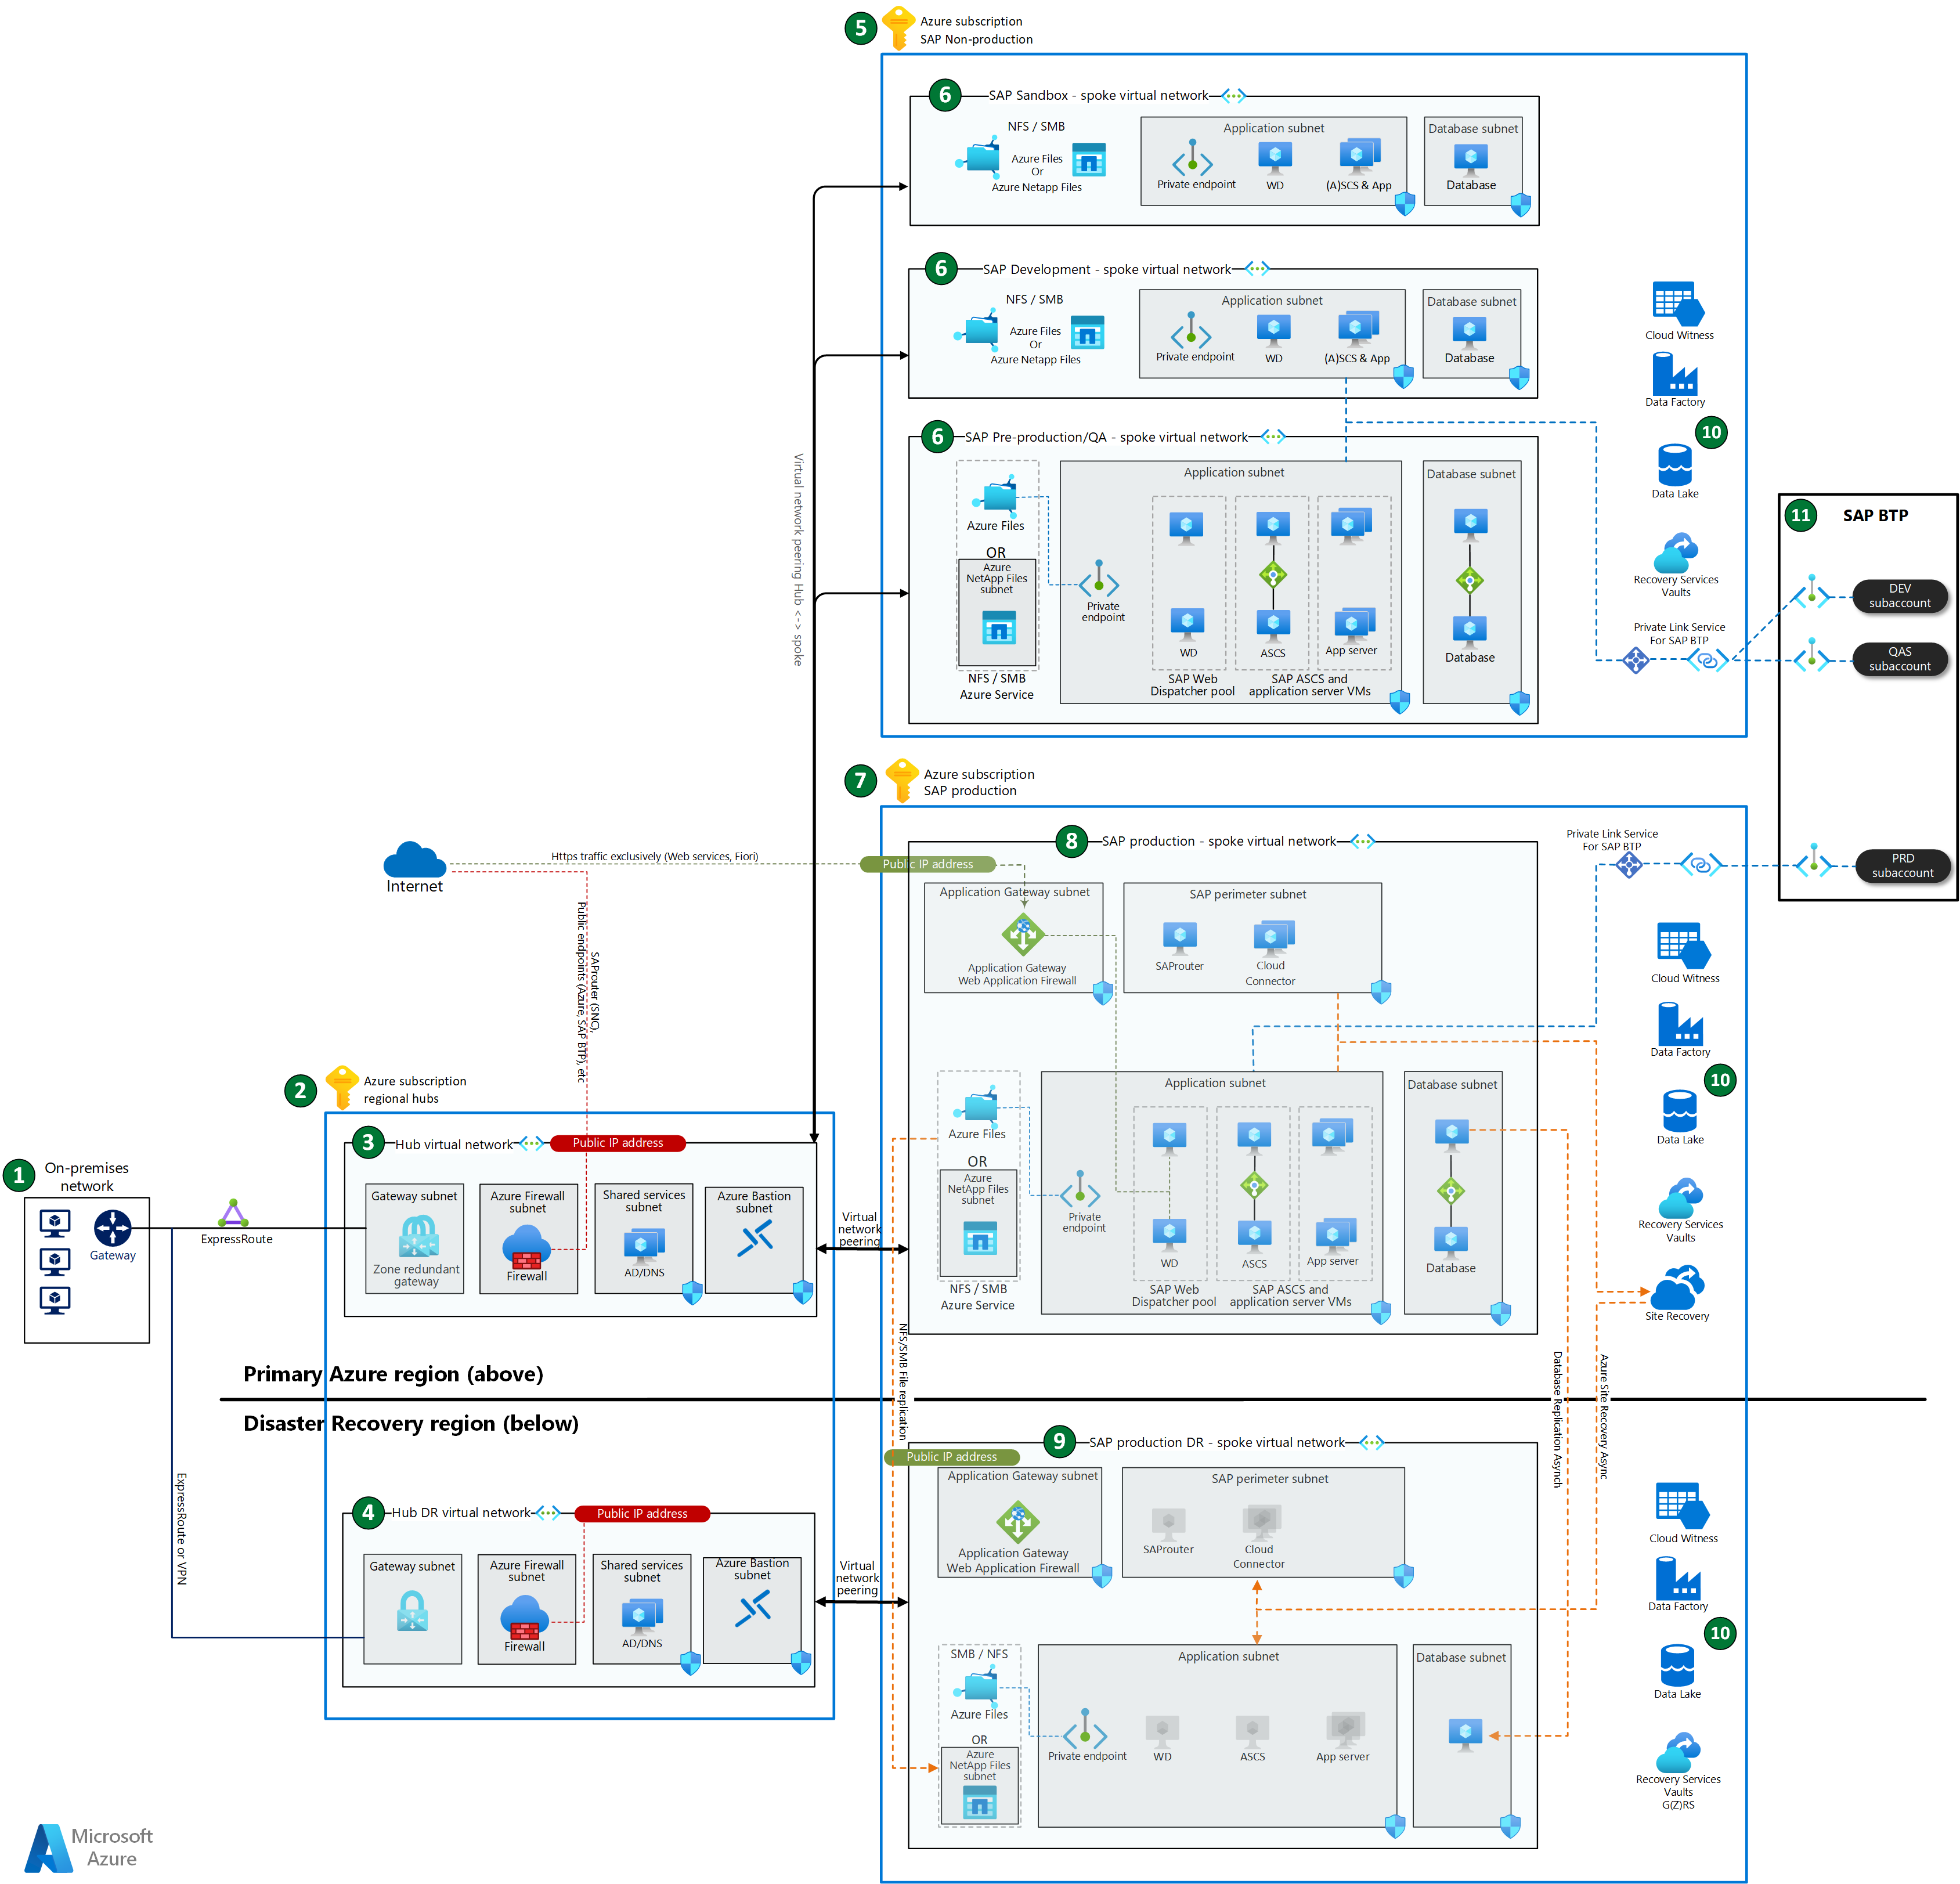 5
Azure subscription
SAP Non-production
6
SAP Sandbox - spoke virtual network
NFS / SMB
Azure Files
Or
Azure Netapp Files
Application subnet
Private endpoint
WD
(A)SCS & App
Database subnet
Database
6
SAP Development - spoke virtual network
NFS / SMB
Azure Files
Or
Azure Netapp Files
Application subnet
Private endpoint
WD
(A)SCS & App
Database subnet
Database
6
SAP Pre-production/QA - spoke virtual network
Azure Files
OR
Azure
NetApp Files
subnet
NFS / SMB
Azure Service
Application subnet
Private
endpoint
WD
ASCS
App server
SAP Web
Dispatcher pool
SAP ASCS and
application server VMs
Database subnet
Database
Cloud Witness
Data Factory
10
Data Lake
Recovery Services
Vaults
Private Link Service
For SAP BTP
11
SAP BTP
DEV
subaccount
QAS
subaccount
PRD
subaccount
Virtual network peering Hub <-> spoke
7
Azure subscription
SAP production
8
SAP production - spoke virtual network
Private Link Service
For SAP BTP
Internet
Https traffic exclusively (Web services, Fiori)
Public IP address
Application Gateway subnet
Application Gateway
Web Application Firewall
SAP perimeter subnet
SAProuter
Cloud
Connector
SAProuter (SNC),
Public endpoints (Azure, SAP BTP), etc
Azure Files
OR
Azure
NetApp Files
subnet
NFS / SMB
Azure Service
Application subnet
Private
endpoint
WD
ASCS
App server
SAP Web
Dispatcher pool
SAP ASCS and
application server VMs
Database subnet
Database
Cloud Witness
Data Factory
10
Data Lake
Recovery Services
Vaults
Site Recovery
2
Azure subscription
regional hubs
3
Hub virtual network
Public IP address
Gateway subnet
Zone redundant
gateway
Azure Firewall
subnet
Firewall
Shared services
subnet
AD/DNS
Azure Bastion
subnet
Virtual
network
peering
1
On-premises
network
Gateway
ExpressRoute
Primary Azure region (above)
Disaster Recovery region (below)
NFS/SMB File replication
Database Replication Asynch
Azure Site Recovery Async
ExpressRoute or VPN
4
Hub DR virtual network
Public IP address
Gateway subnet
Azure Firewall
subnet
Firewall
Shared services
subnet
AD/DNS
Azure Bastion
subnet
Virtual
network
peering
9
SAP production DR - spoke virtual network
Public IP address
Application Gateway subnet
Application Gateway
Web Application Firewall
SAP perimeter subnet
SAProuter
Cloud
Connector
SMB / NFS
Azure Files
OR
Azure
NetApp Files
subnet
Application subnet
Private endpoint
WD
ASCS
App server
Database subnet
Cloud Witness
Data Factory
10
Data Lake
Recovery Services
Vaults
G(Z)RS
Microsoft
Azure